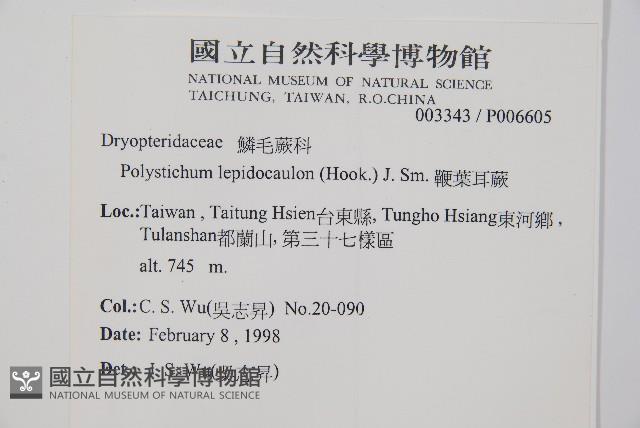 國立自然科學博物館
NATIONAL MUSEUM OF NATURAL SCIENCE
TAICHUNG, TAIWAN, R.O.CHINA
003343 / P006605
Dryopteridaceae 鱗毛蕨科
Polystichum lepidocaulon (Hook.) J. Sm. 鞭葉耳蕨
Loc.:Taiwan , Taitung Hsien台東縣, Tungho Hsiang東河鄉 ,
Tulanshan都蘭山, 第三十七樣區
alt. 745 m.
Col.:C. S. Wu(吳志昇) No.20-090
Date: February 8 , 1998
Det.
昇)
國立自然科學博物館
NATIONAL MUSEUM OF NATURAL SCIENCE